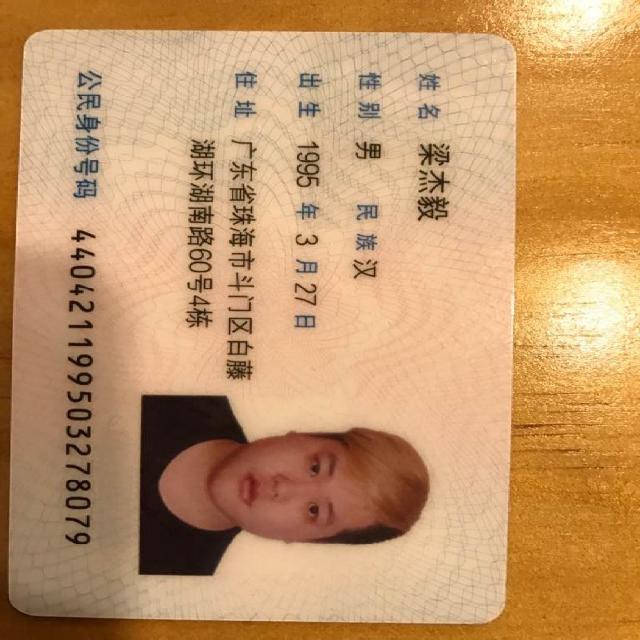 姓名 梁杰毅
性别 男 民族 汉
出生 1995 年 3 月 27 日
住址 广东省珠海市斗门区白藤
湖环湖南路60号4栋
公民身份号码 440421199503278079